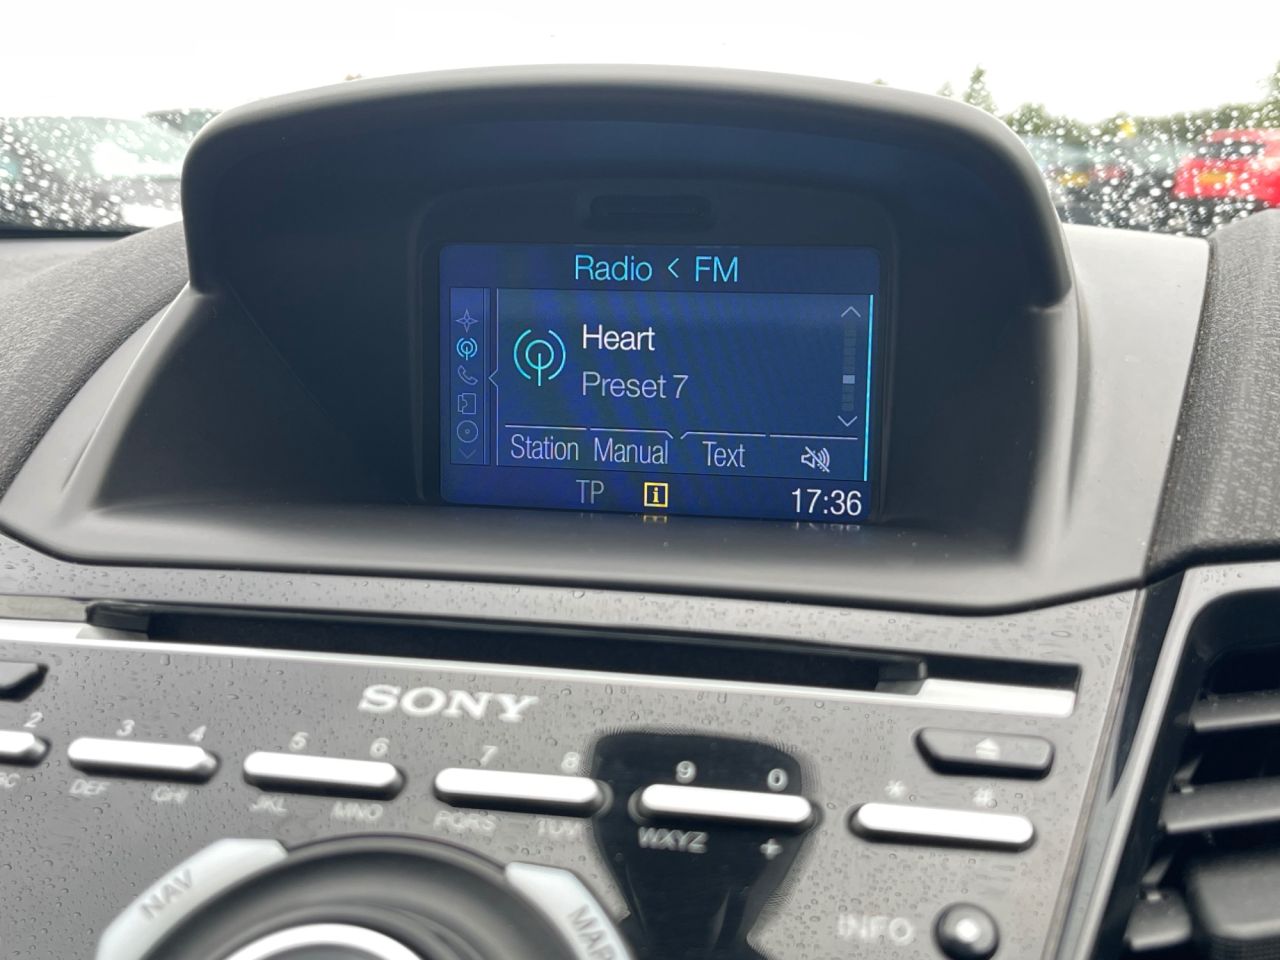 Radio < FM
Heart
Preset 7
Station Manual Text
TP i 17:36
SONY
2 3 4 5 6 7 8 9 0 * #
DEF GHI JKL MNO PQRS TUV WXYZ +
NAV
MAP
INFO